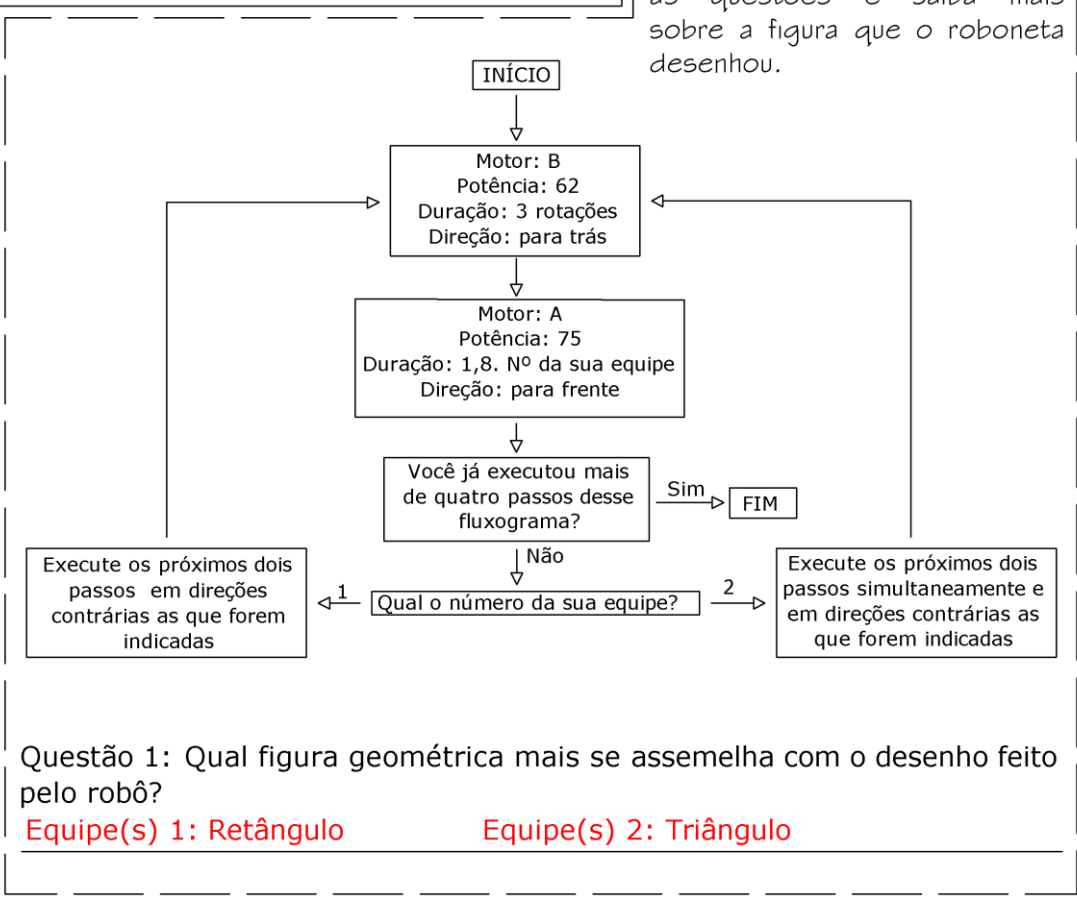 as questões e saiba mais
sobre a figura que o roboneta
desenhou.
INÍCIO
Motor: B
Potência: 62
Duração: 3 rotações
Direção: para trás
Motor: A
Potência: 75
Duração: 1,8. Nº da sua equipe
Direção: para frente
Você já executou mais
de quatro passos desse
fluxograma?
Sim
FIM
Não
Execute os próximos dois
passos em direções
contrárias as que forem
indicadas
1
Qual o número da sua equipe?
2
Execute os próximos dois
passos simultaneamente e
em direções contrárias as
que forem indicadas
Questão 1: Qual figura geométrica mais se assemelha com o desenho feito
pelo robô?
Equipe(s) 1: Retângulo Equipe(s) 2: Triângulo